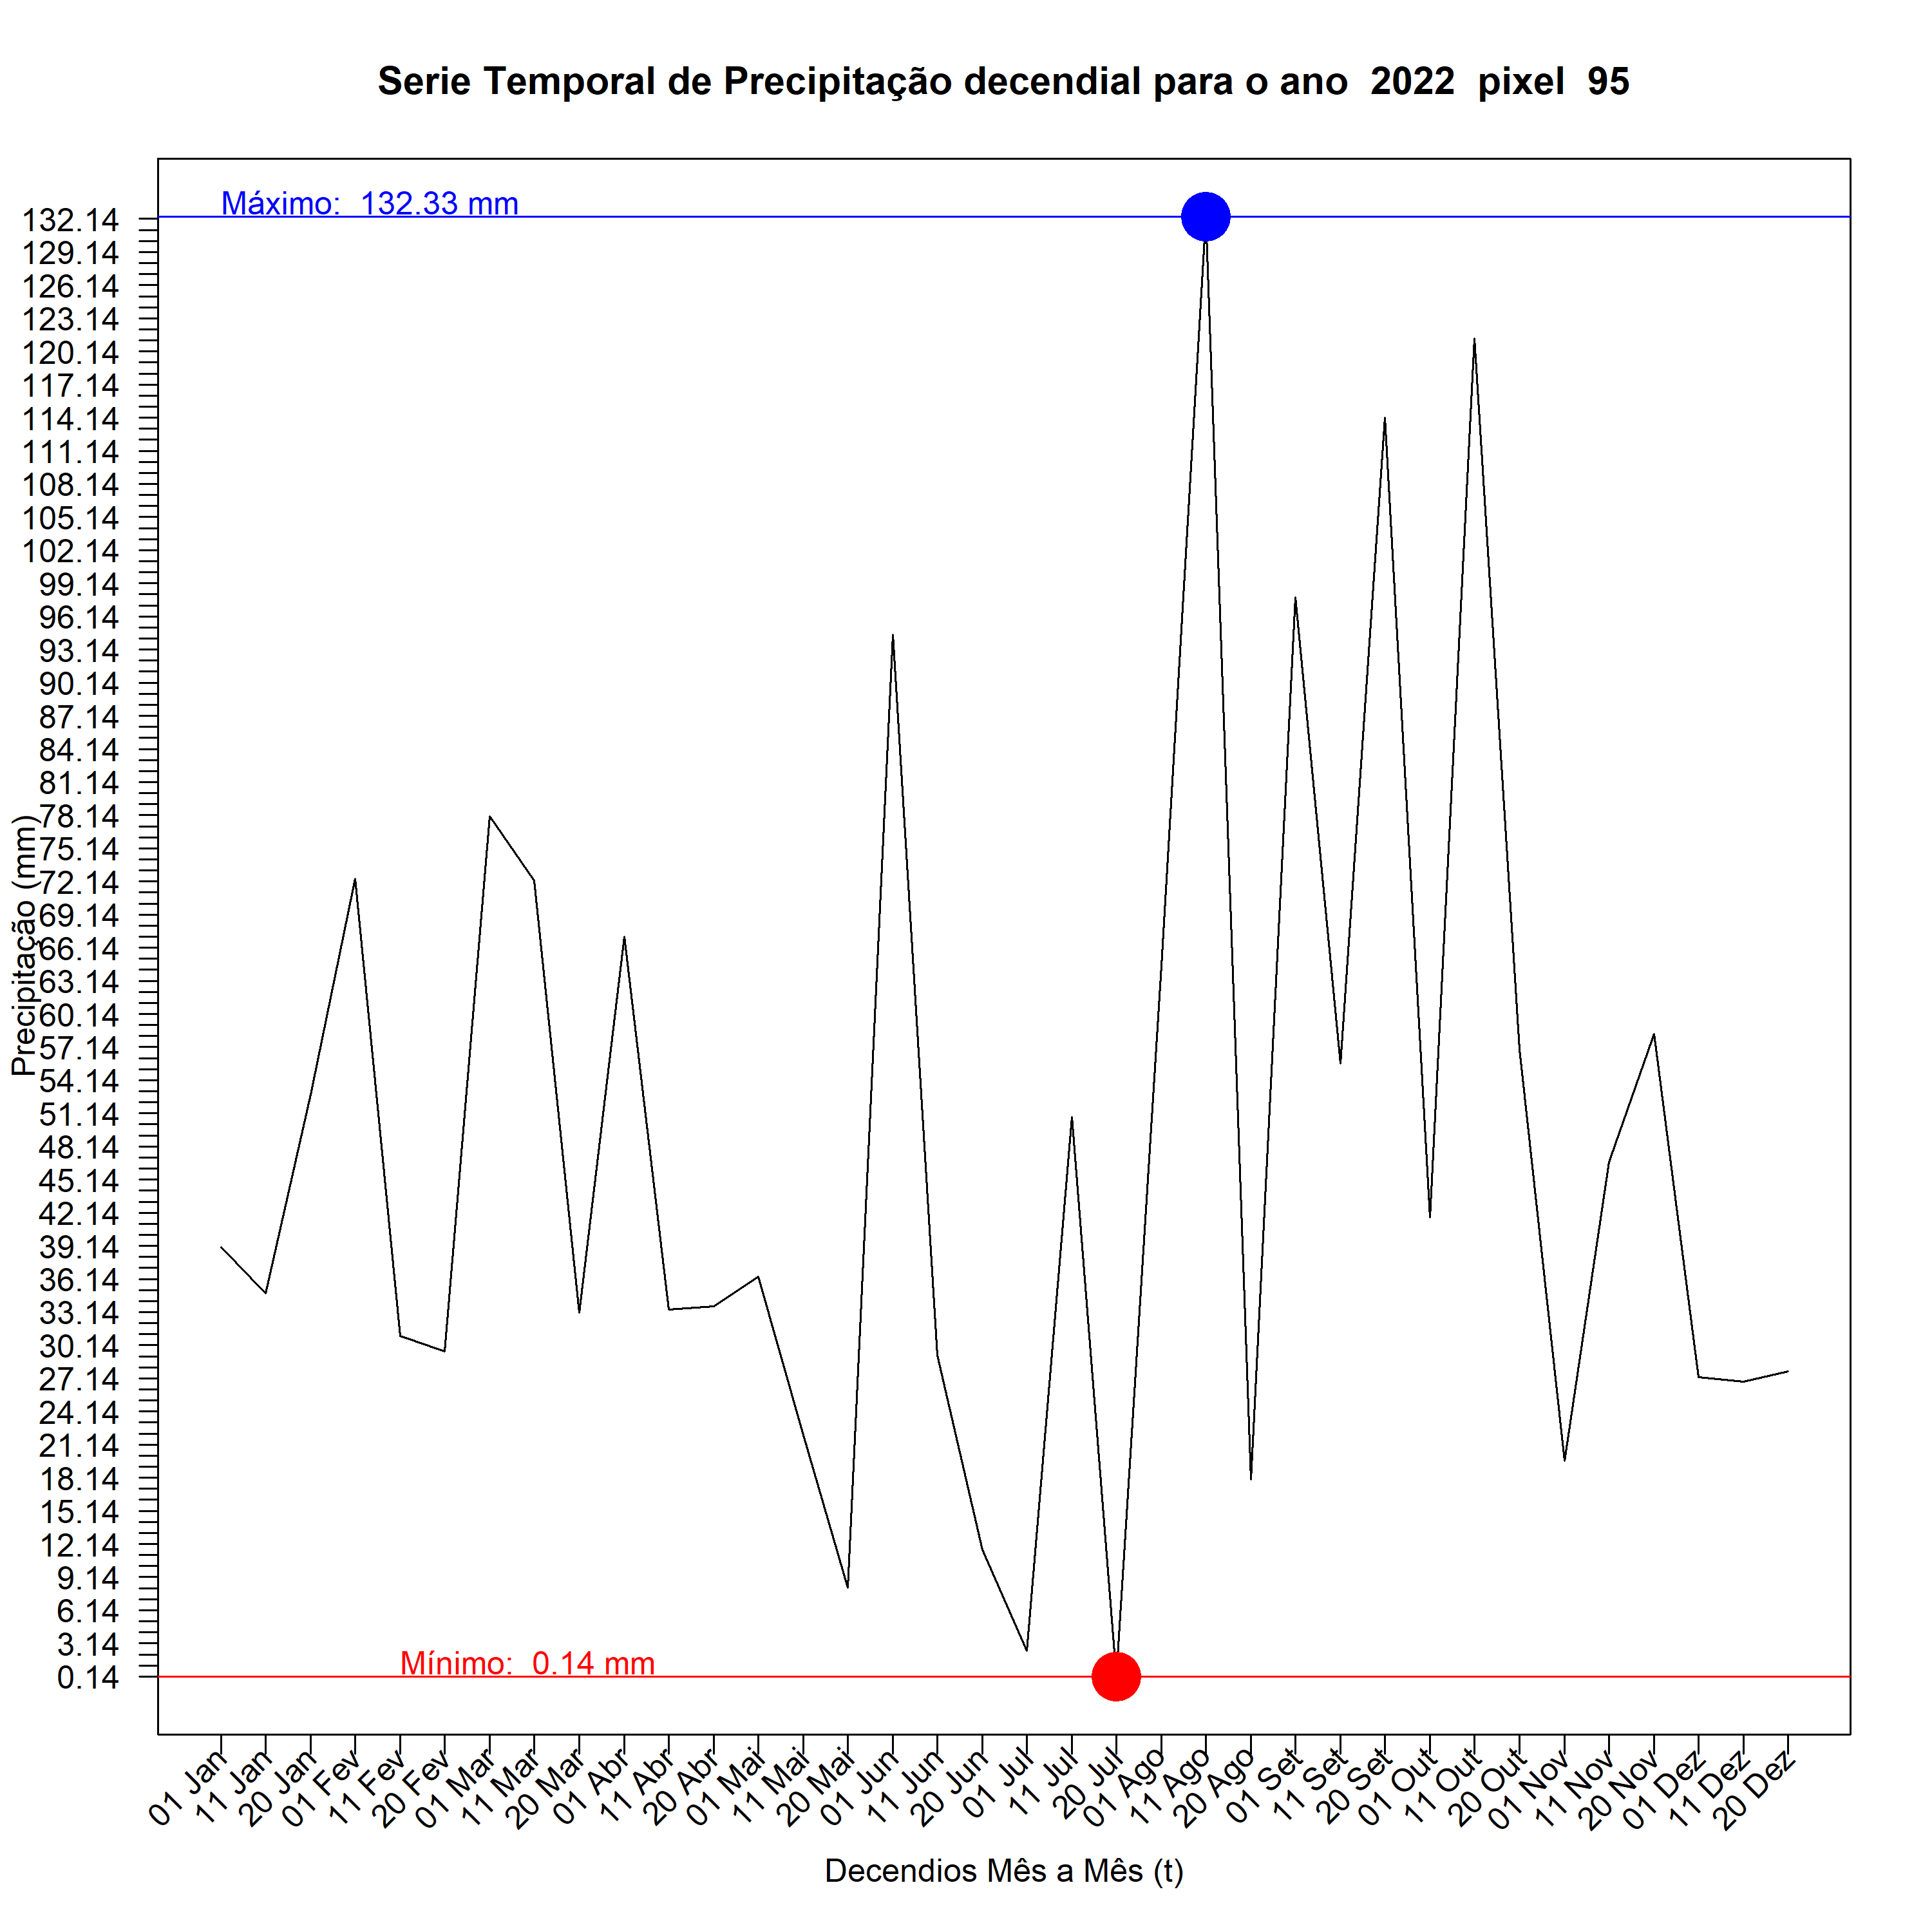 Serie Temporal de Precipitação decendial para o ano 2022 pixel 95
Máximo: 132.33 mm
132.14
129.14
126.14
123.14
120.14
117.14
114.14
111.14
108.14
105.14
102.14
99.14
96.14
93.14
90.14
87.14
84.14
81.14
78.14
75.14
72.14
69.14
66.14
63.14
60.14
57.14
54.14
51.14
48.14
45.14
42.14
39.14
36.14
33.14
30.14
27.14
24.14
21.14
18.14
15.14
12.14
9.14
6.14
3.14
0.14
Precipitação (mm)
Mínimo: 0.14 mm
01 Jan
11 Jan
20 Jan
01 Fev
11 Fev
20 Fev
01 Mar
11 Mar
20 Mar
01 Abr
11 Abr
20 Abr
01 Mai
11 Mai
20 Mai
01 Jun
11 Jun
20 Jun
01 Jul
11 Jul
20 Jul
01 Ago
11 Ago
20 Ago
01 Set
11 Set
20 Set
01 Out
11 Out
20 Out
01 Nov
11 Nov
20 Nov
01 Dez
11 Dez
20 Dez
Decendios Mês a Mês (t)